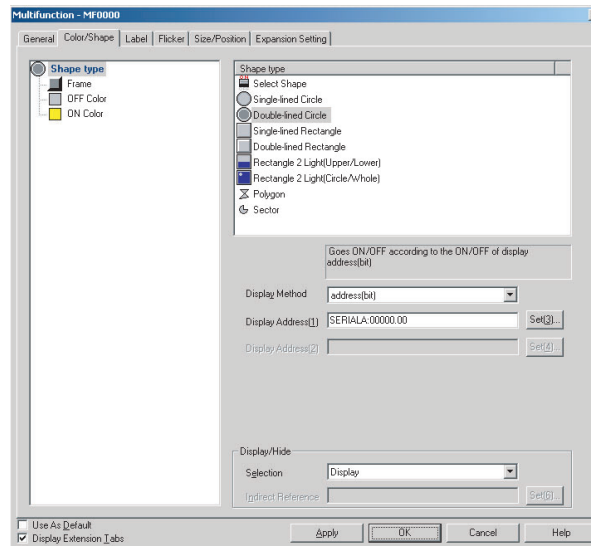 Multifunction - MF0000
General Color/Shape Label Flicker Size/Position Expansion Setting
Shape type
Frame
OFF Color
ON Color
Shape type
Select Shape
Single-lined Circle
Double-lined Circle
Single-lined Rectangle
Double-lined Rectangle
Rectangle 2 Light(Upper/Lower)
Rectangle 2 Light(Circle/Whole)
Polygon
Sector
Goes ON/OFF according to the ON/OFF of display
address(bit)
Display Method address(bit)
Display Address(1) SERIALA:00000.00 Set(3)...
Display Address(2) Set(4)...
Display/Hide
Selection Display
Indirect Reference Set(6)...
Use As Default
Display Extension Tabs
Apply OK Cancel Help